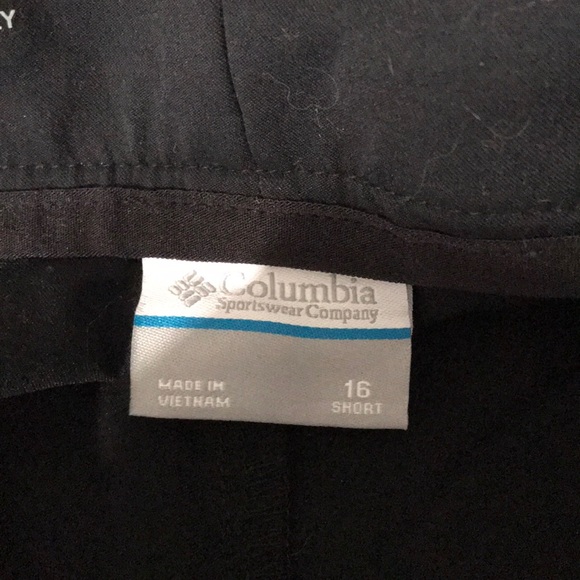 Y
Columbia
Sportswear Company
MADE IN
VIETNAM
16
SHORT